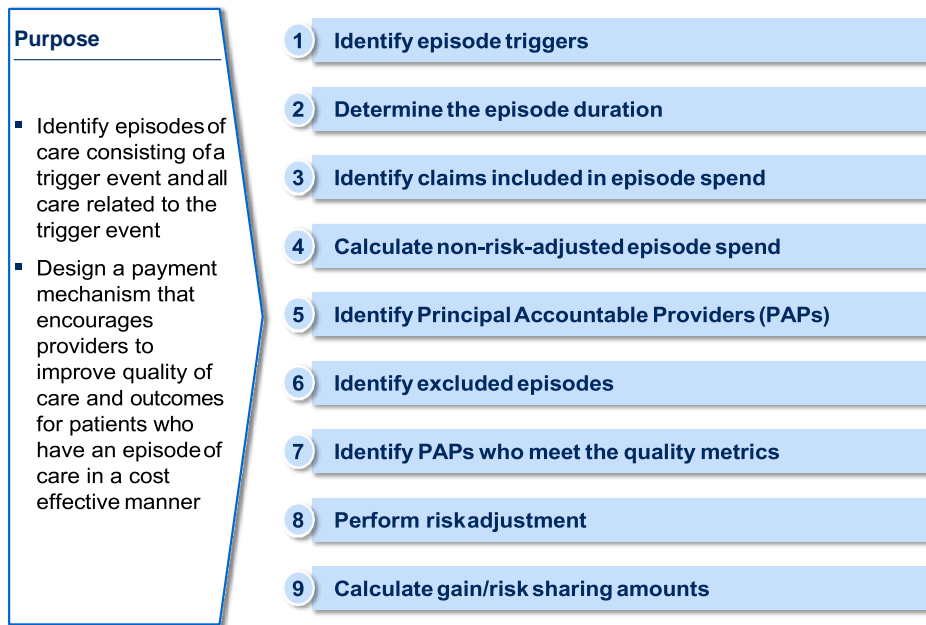 Purpose
▪ Identify episodes of
care consisting of a
trigger event and all
care related to the
trigger event
▪ Design a payment
mechanism that
encourages
providers to
improve quality of
care and outcomes
for patients who
have an episode of
care in a cost
effective manner
1 Identify episode triggers
2 Determine the episode duration
3 Identify claims included in episode spend
4 Calculate non-risk-adjusted episode spend
5 Identify Principal Accountable Providers (PAPs)
6 Identify excluded episodes
7 Identify PAPs who meet the quality metrics
8 Perform risk adjustment
9 Calculate gain/risk sharing amounts